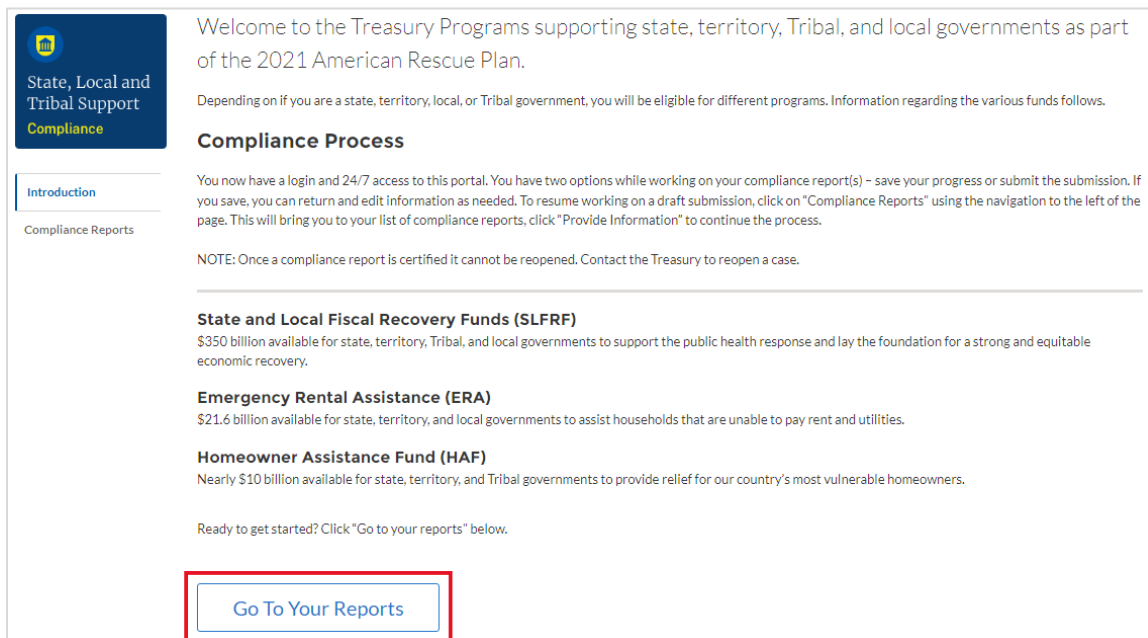 State, Local and
Tribal Support
Compliance
Introduction
Compliance Reports
Welcome to the Treasury Programs supporting state, territory, Tribal, and local governments as part
of the 2021 American Rescue Plan.
Depending on if you are a state, territory, local, or Tribal government, you will be eligible for different programs. Information regarding the various funds follows.
Compliance Process
You now have a login and 24/7 access to this portal. You have two options while working on your compliance report(s) – save your progress or submit the submission. If
you save, you can return and edit information as needed. To resume working on a draft submission, click on "Compliance Reports" using the navigation to the left of the
page. This will bring you to your list of compliance reports, click "Provide Information" to continue the process.
NOTE: Once a compliance report is certified it cannot be reopened. Contact the Treasury to reopen a case.
State and Local Fiscal Recovery Funds (SLFRF)
$350 billion available for state, territory, Tribal, and local governments to support the public health response and lay the foundation for a strong and equitable
economic recovery.
Emergency Rental Assistance (ERA)
$21.6 billion available for state, territory, and local governments to assist households that are unable to pay rent and utilities.
Homeowner Assistance Fund (HAF)
Nearly $10 billion available for state, territory, and Tribal governments to provide relief for our country's most vulnerable homeowners.
Ready to get started? Click "Go to your reports" below.
Go To Your Reports